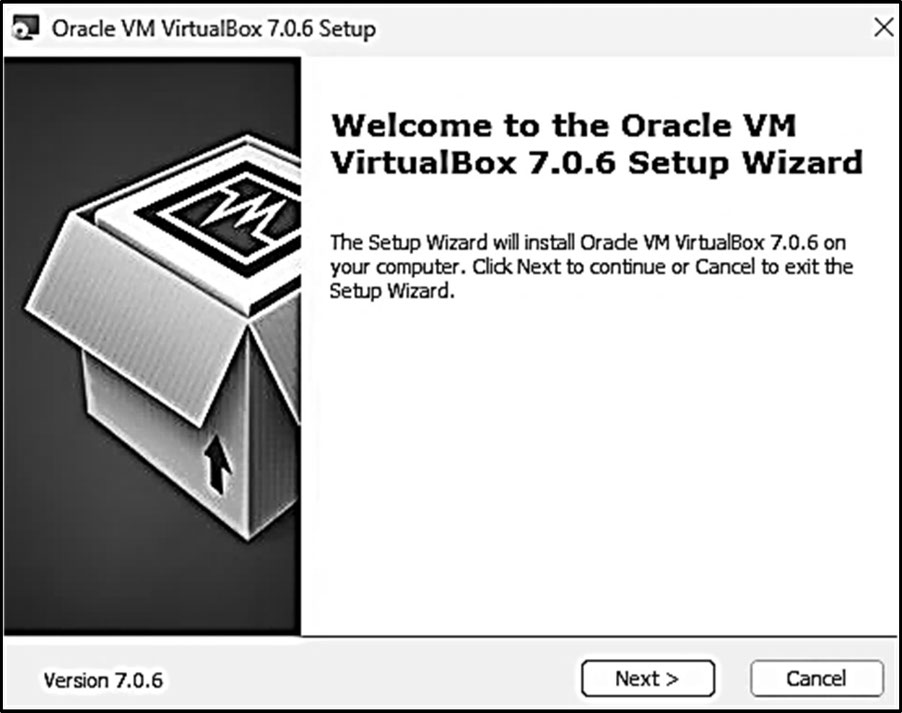 Oracle VM VirtualBox 7.0.6 Setup
Welcome to the Oracle VM
VirtualBox 7.0.6 Setup Wizard
The Setup Wizard will install Oracle VM VirtualBox 7.0.6 on
your computer. Click Next to continue or Cancel to exit the
Setup Wizard.
Version 7.0.6
Next >
Cancel